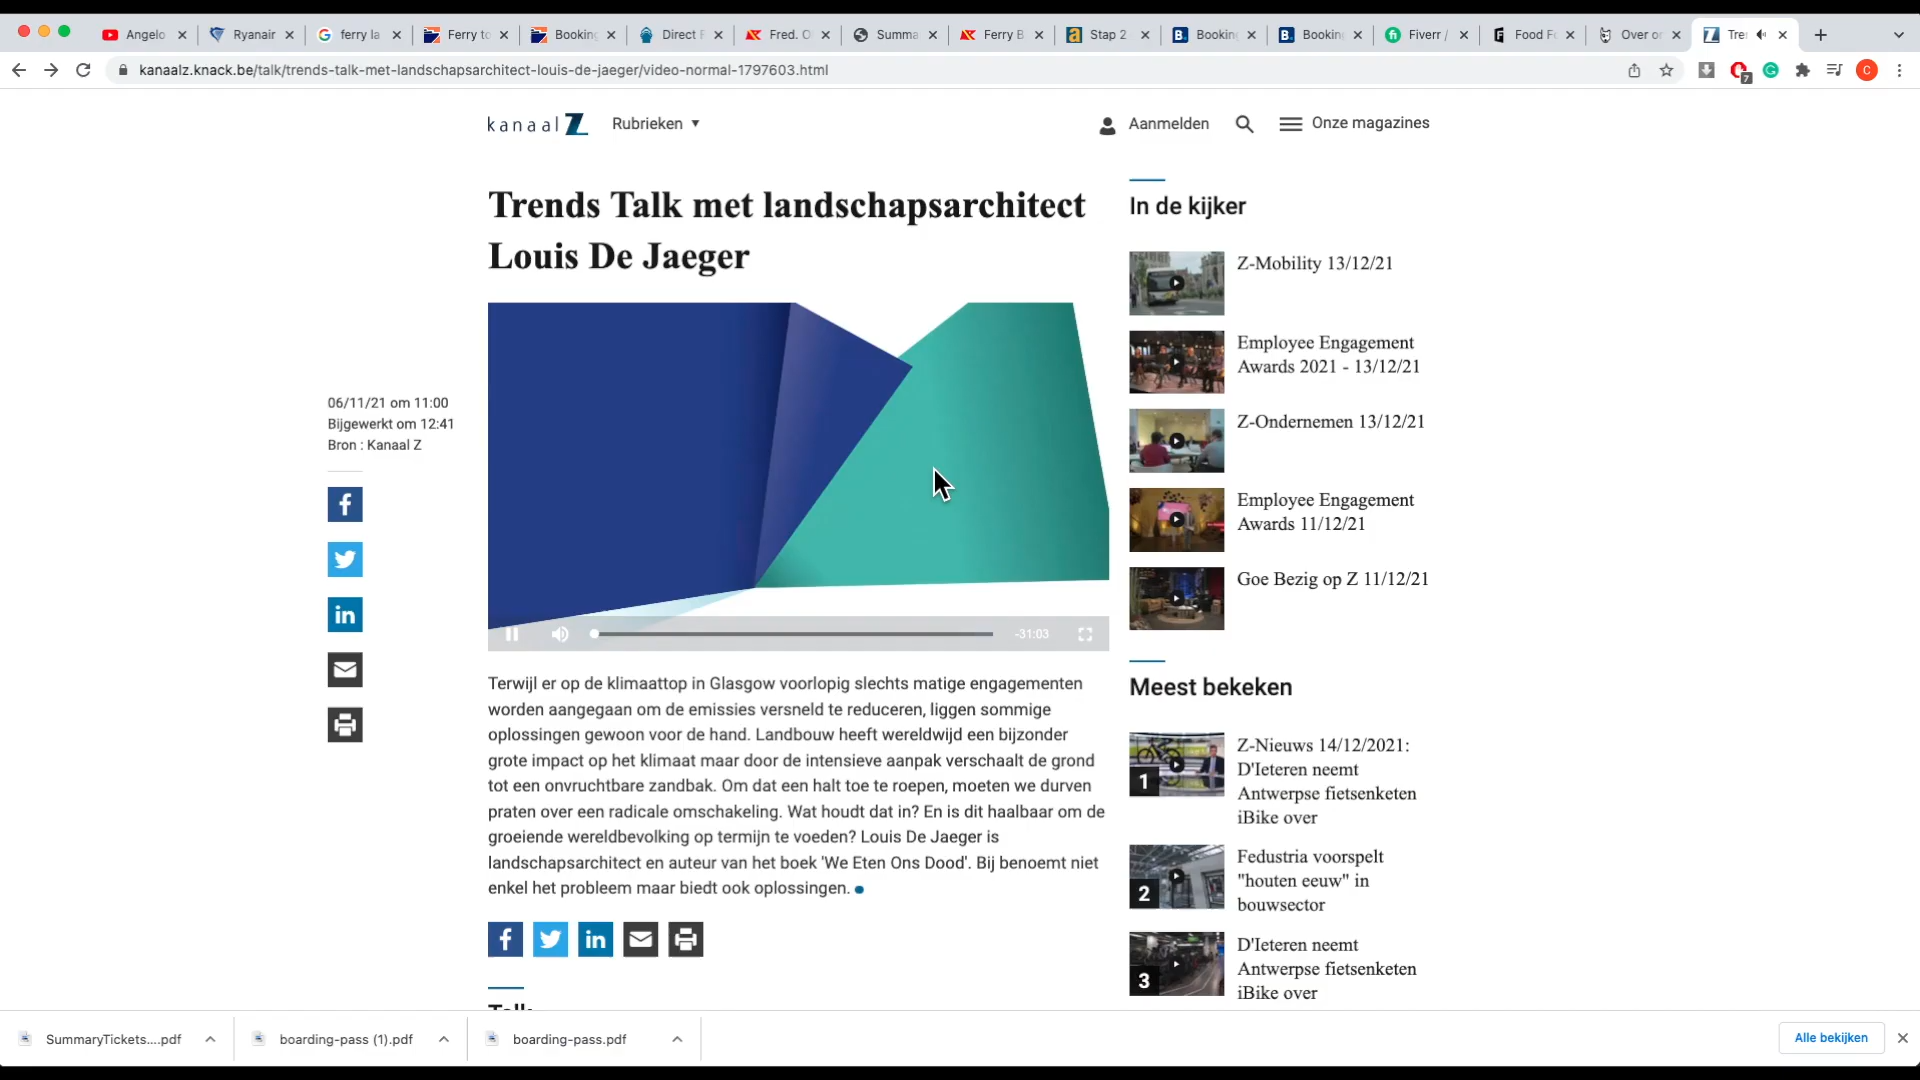 Angelo
Ryanair
ferry la
Ferry to
Booking
Direct F
Fred. O
Summa
Ferry B
Stap 2
Booking
Booking
Fiverr /
Food Fo
Over on
Tre
kanaalz.knack.be/talk/trends-talk-met-landschapsarchitect-louis-de-jaeger/video-normal-1797603.html
7
C
kanaal Z
Rubrieken
Aanmelden
Onze magazines
Trends Talk met landschapsarchitect
Louis De Jaeger
06/11/21 om 11:00
Bijgewerkt om 12:41
Bron : Kanaal Z
-31:03
Terwijl er op de klimaattop in Glasgow voorlopig slechts matige engagementen
worden aangegaan om de emissies versneld te reduceren, liggen sommige
oplossingen gewoon voor de hand. Landbouw heeft wereldwijd een bijzonder
grote impact op het klimaat maar door de intensieve aanpak verschaalt de grond
tot een onvruchtbare zandbak. Om dat een halt toe te roepen, moeten we durven
praten over een radicale omschakeling. Wat houdt dat in? En is dit haalbaar om de
groeiende wereldbevolking op termijn te voeden? Louis De Jaeger is
landschapsarchitect en auteur van het boek 'We Eten Ons Dood'. Bij benoemt niet
enkel het probleem maar biedt ook oplossingen.
Talk
In de kijker
Z-Mobility 13/12/21
Employee Engagement
Awards 2021 - 13/12/21
Z-Ondernemen 13/12/21
Employee Engagement
Awards 11/12/21
Goe Bezig op Z 11/12/21
Meest bekeken
1
Z-Nieuws 14/12/2021:
D'Ieteren neemt
Antwerpse fietsenketen
iBike over
2
Fedustria voorspelt
"houten eeuw" in
bouwsector
3
D'Ieteren neemt
Antwerpse fietsenketen
iBike over
SummaryTickets....pdf
boarding-pass (1).pdf
boarding-pass.pdf
Alle bekijken